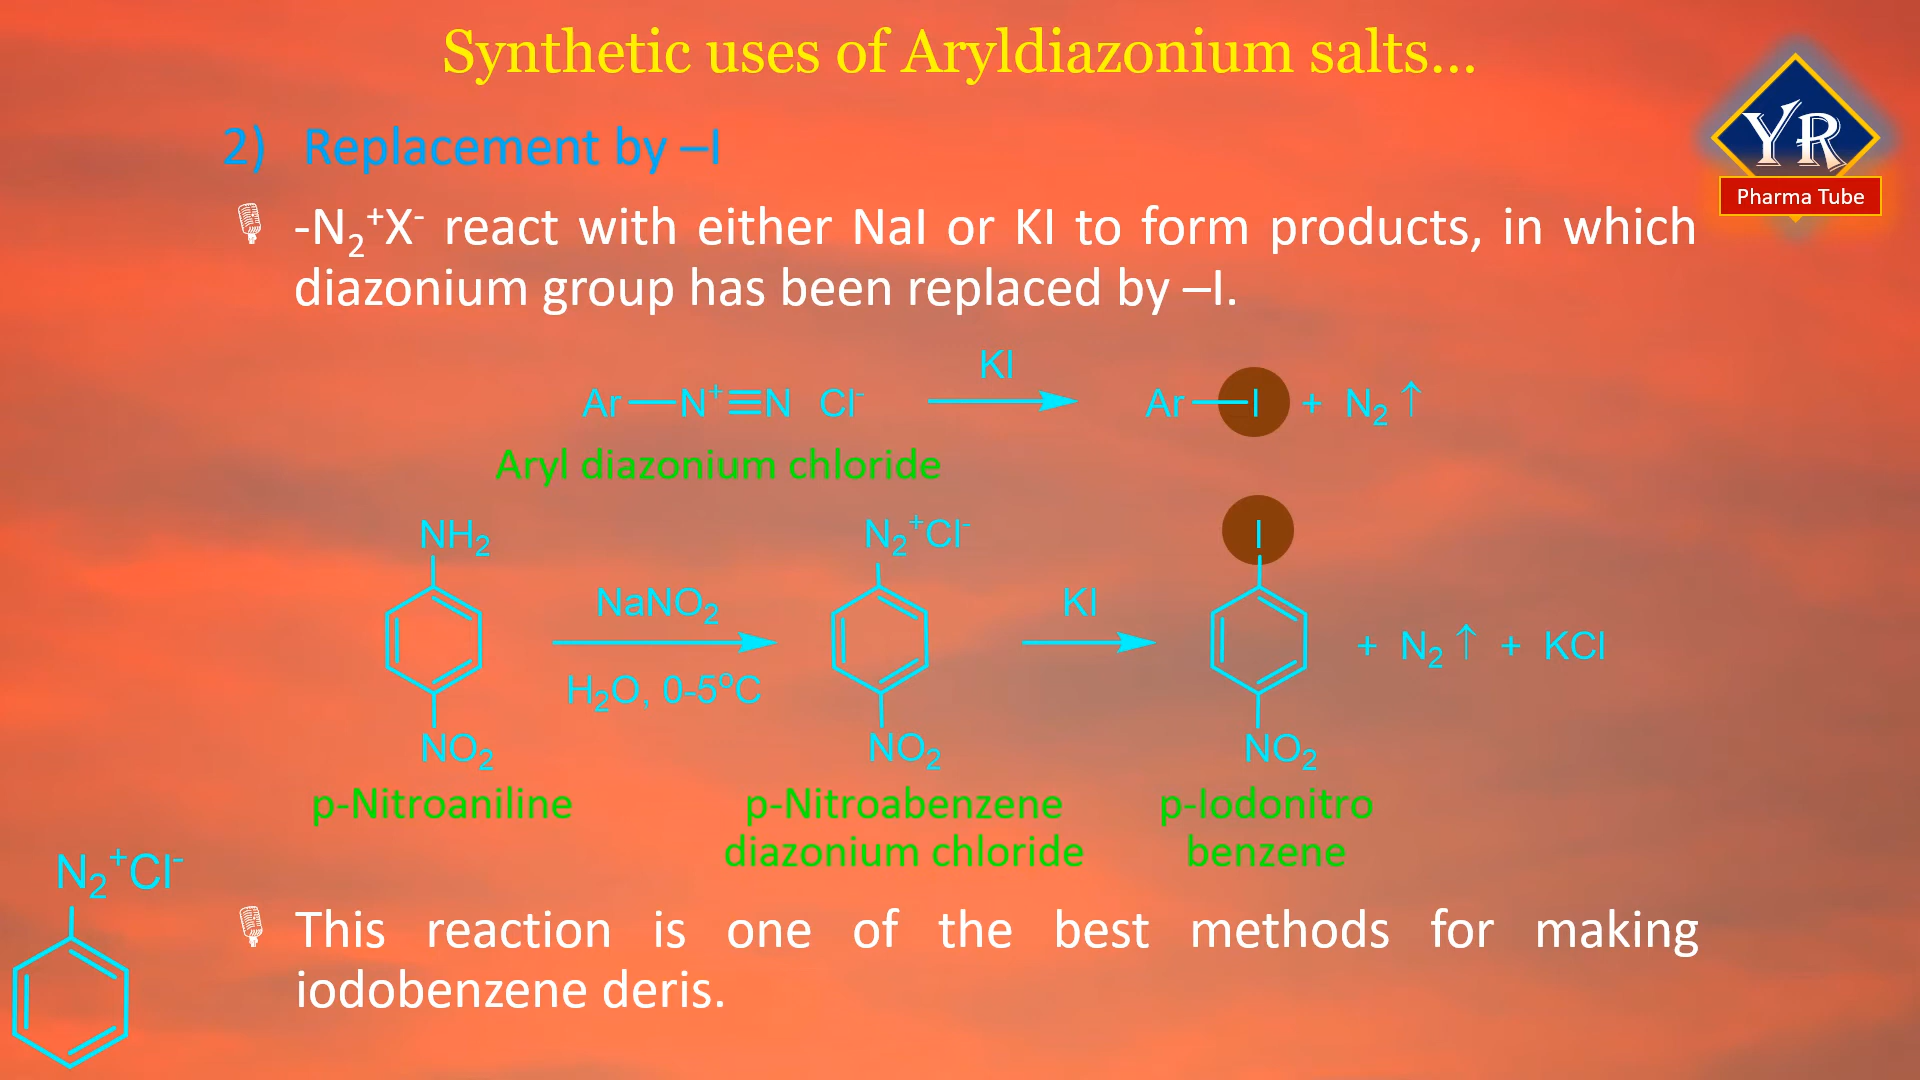 Synthetic uses of Aryldiazonium salts...
YR
Pharma Tube
2) Replacement by –I
-N₂⁺X⁻ react with either NaI or KI to form products, in which
diazonium group has been replaced by –I.
Ar—N⁺≡N Cl⁻ KI Ar—I + N₂ ↑
Aryl diazonium chloride
NH₂ N₂⁺Cl⁻ I
NaNO₂ KI
+ N₂ ↑ + KCl
H₂O, 0-5°C
NO₂ NO₂ NO₂
p-Nitroaniline p-Nitroabenzene p-Iodonitro
diazonium chloride benzene
N₂⁺Cl⁻
This reaction is one of the best methods for making
iodobenzene deris.